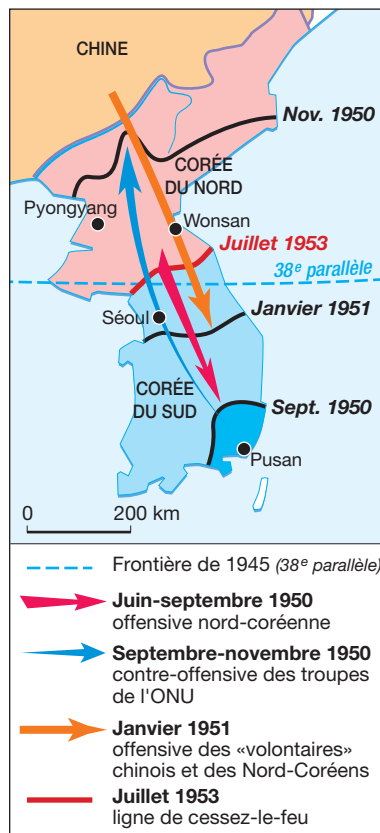 CHINE
Nov. 1950
CORÉE
DU NORD
Pyongyang
Wonsan
Juillet 1953
38e parallèle
Séoul
Janvier 1951
CORÉE
DU SUD
Sept. 1950
Pusan
0
200 km
Frontière de 1945 (38e parallèle)
Juin-septembre 1950
offensive nord-coréenne
Septembre-novembre 1950
contre-offensive des troupes
de l'ONU
Janvier 1951
offensive des «volontaires»
chinois et des Nord-Coréens
Juillet 1953
ligne de cessez-le-feu